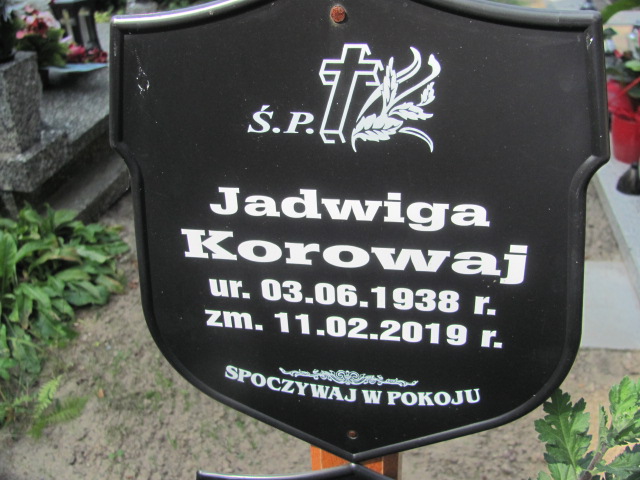 Ś.P.
Jadwiga
Korowaj
ur. 03.06.1938 r.
zm. 11.02.2019 r.
SPOCZYWAJ W POKOJU